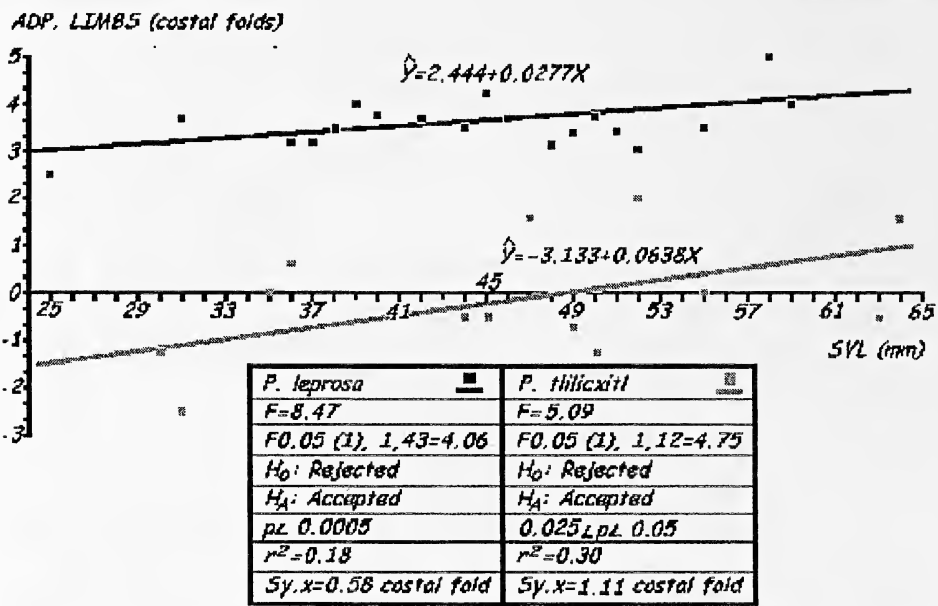 ADP. LIMBS (costal folds)
5
ŷ=2.444+0.0277X
4
3
2
1
ŷ=-3.133+0.0638X
45
0
25 29 33 37 41 49 53 57 61 65
SVL (mm)
-1
-2
-3
P. leprosa P. tlilicxitl
F=8.47 F=5.09
F0.05 (1), 1,43=4.06 F0.05 (1), 1,12=4.75
H₀: Rejected H₀: Rejected
Hᴀ: Accepted Hᴀ: Accepted
p< 0.0005 0.025<p< 0.05
r²=0.18 r²=0.30
Sy.x=0.58 costal fold Sy.x=1.11 costal fold